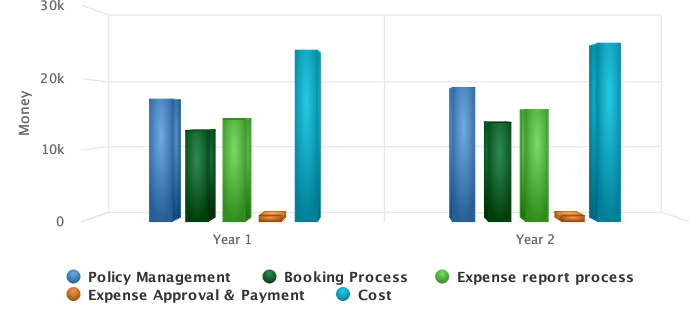 30k
20k
10k
0
Money
Year 1
Year 2
Policy Management
Booking Process
Expense report process
Expense Approval & Payment
Cost